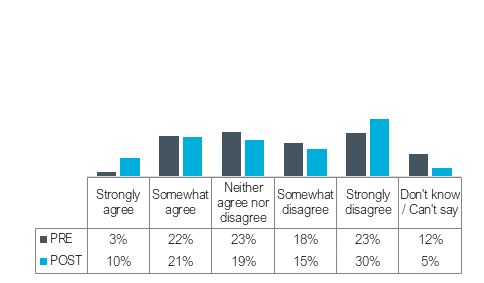 Strongly agree
Somewhat agree
Neither agree nor disagree
Somewhat disagree
Strongly disagree
Don't know / Can't say
PRE 3% 22% 23% 18% 23% 12%
POST 10% 21% 19% 15% 30% 5%